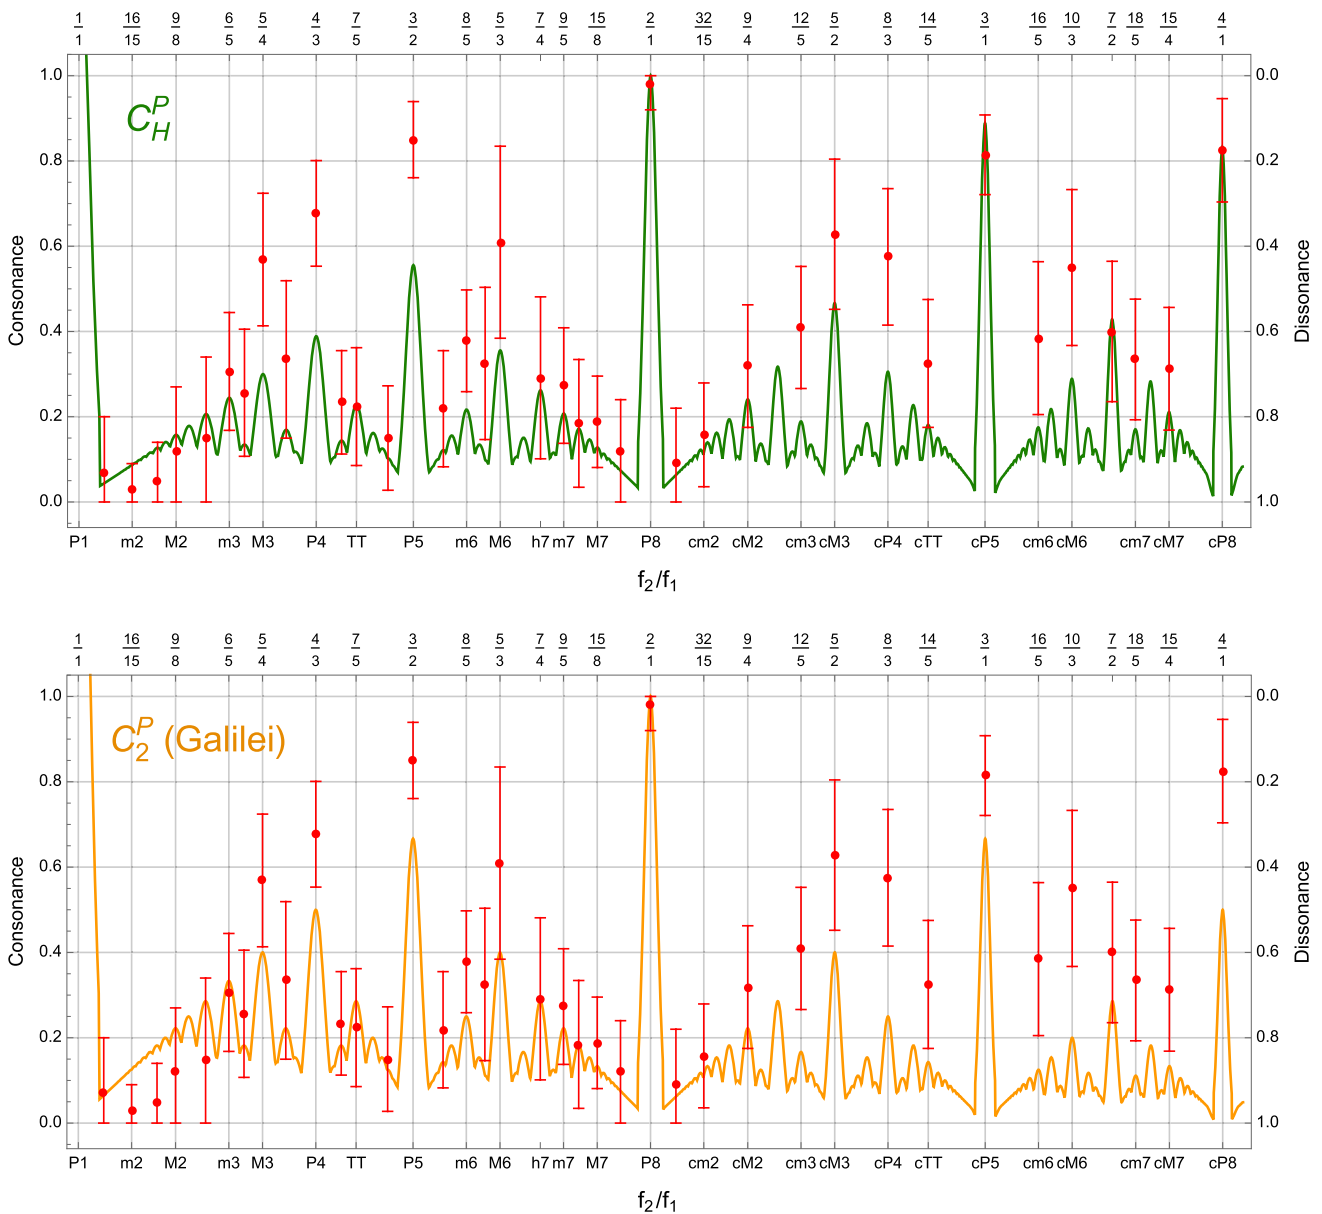 1/1 16/15 9/8 6/5 5/4 4/3 7/5 3/2 8/5 5/3 7/4 9/5 15/8 2/1 32/15 9/4 12/5 5/2 8/3 14/5 3/1 16/5 10/3 7/2 18/5 15/4 4/1
1.0 0.0
C_H^P
0.8 0.2
0.6 0.4
Consonance Dissonance
0.4 0.6
0.2 0.8
0.0 1.0
P1 m2 M2 m3 M3 P4 TT P5 m6 M6 h7 m7 M7 P8 cm2 cM2 cm3 cM3 cP4 cTT cP5 cm6 cM6 cm7 cM7 cP8
f₂/f₁
1/1 16/15 9/8 6/5 5/4 4/3 7/5 3/2 8/5 5/3 7/4 9/5 15/8 2/1 32/15 9/4 12/5 5/2 8/3 14/5 3/1 16/5 10/3 7/2 18/5 15/4 4/1
1.0 0.0
C_2^P (Galilei)
0.8 0.2
0.6 0.4
Consonance Dissonance
0.4 0.6
0.2 0.8
0.0 1.0
P1 m2 M2 m3 M3 P4 TT P5 m6 M6 h7 m7 M7 P8 cm2 cM2 cm3 cM3 cP4 cTT cP5 cm6 cM6 cm7 cM7 cP8
f₂/f₁